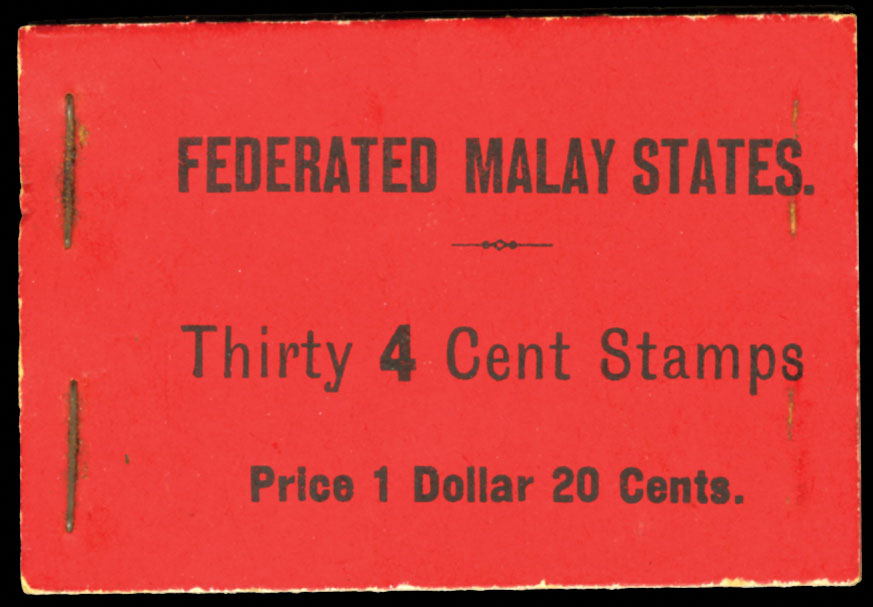 FEDERATED MALAY STATES.
Thirty 4 Cent Stamps
Price 1 Dollar 20 Cents.